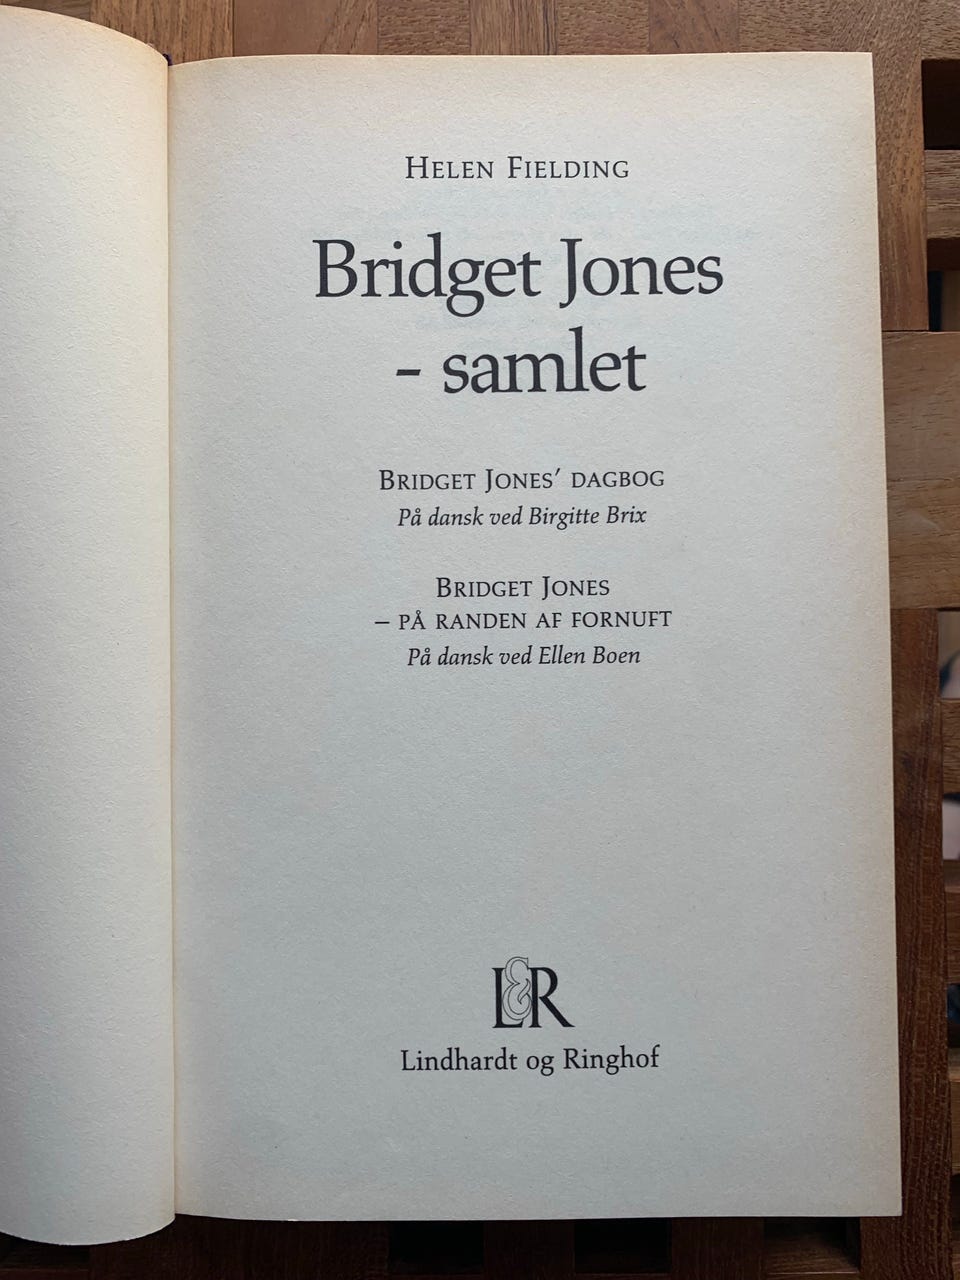 HELEN FIELDING
Bridget Jones
- samlet
BRIDGET JONES' DAGBOG
På dansk ved Birgitte Brix
BRIDGET JONES
– PÅ RANDEN AF FORNUFT
På dansk ved Ellen Boen
L&R
Lindhardt og Ringhof